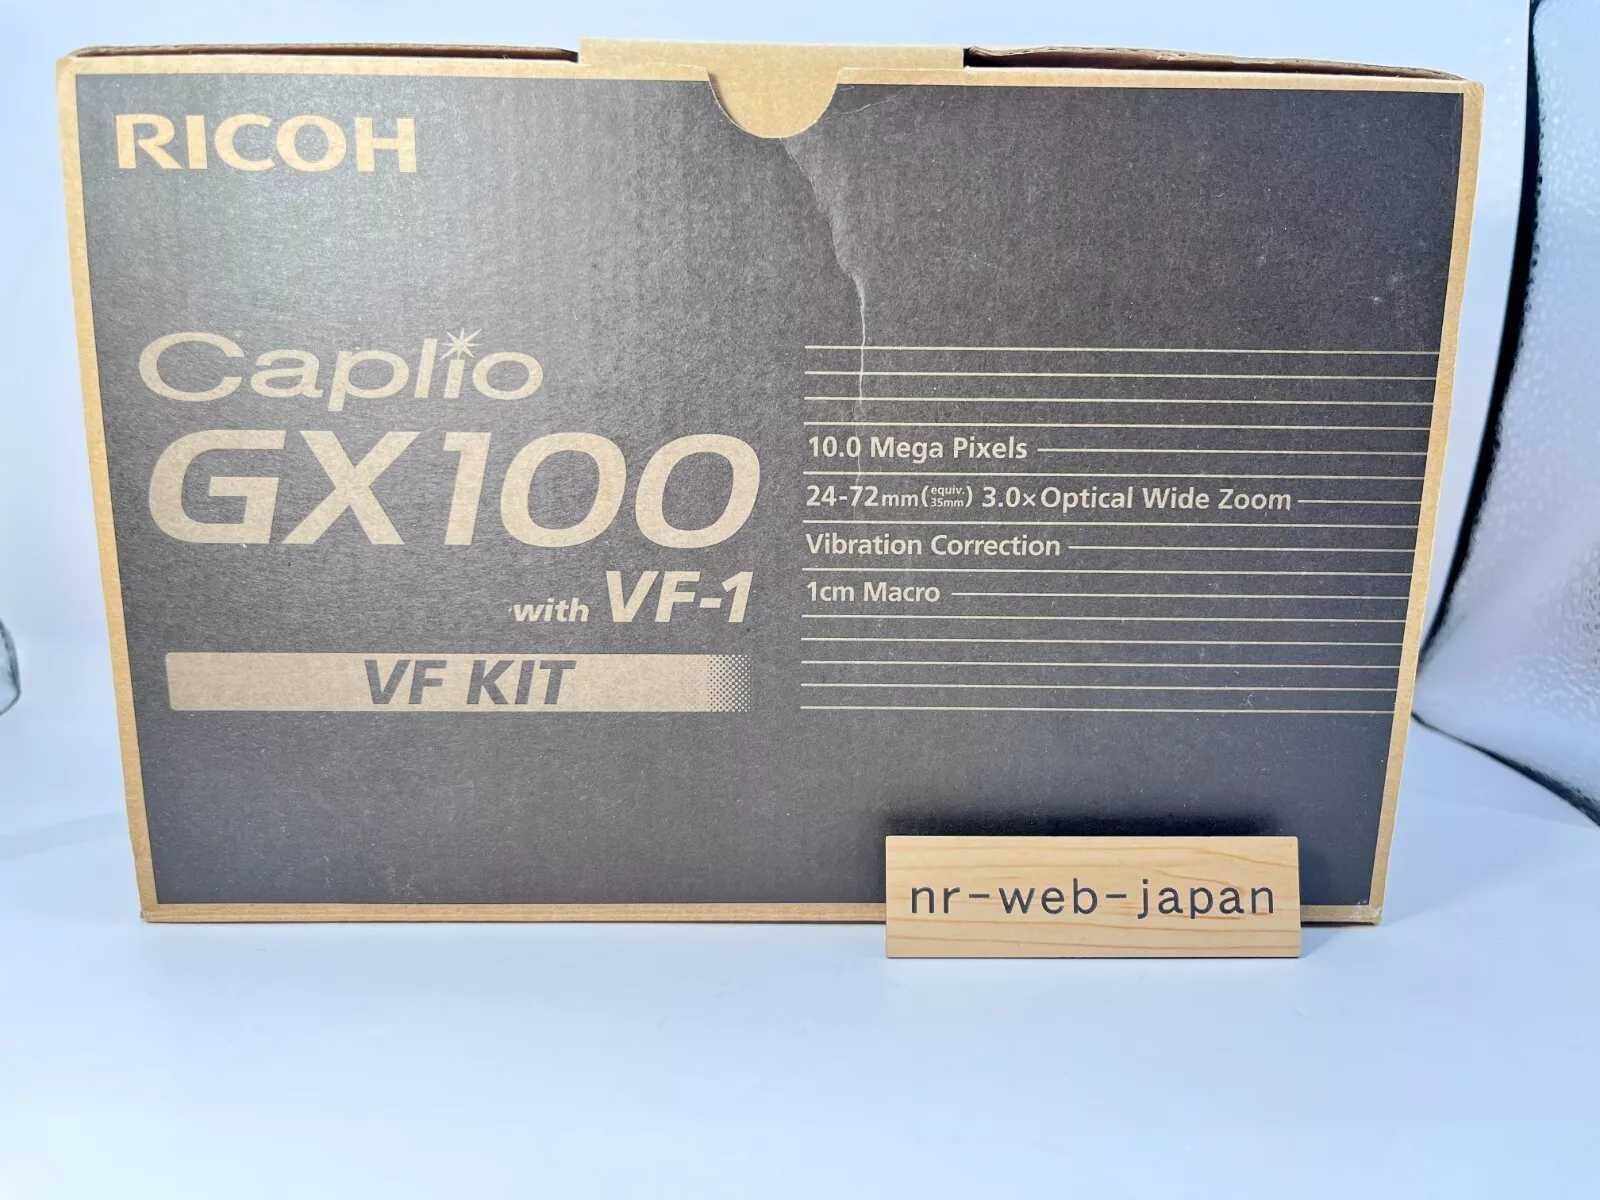 RICOH
Caplio
GX100
with VF-1
VF KIT
10.0 Mega Pixels
24-72mm(equiv. 35mm) 3.0×Optical Wide Zoom
Vibration Correction
1cm Macro
nr-web-japan